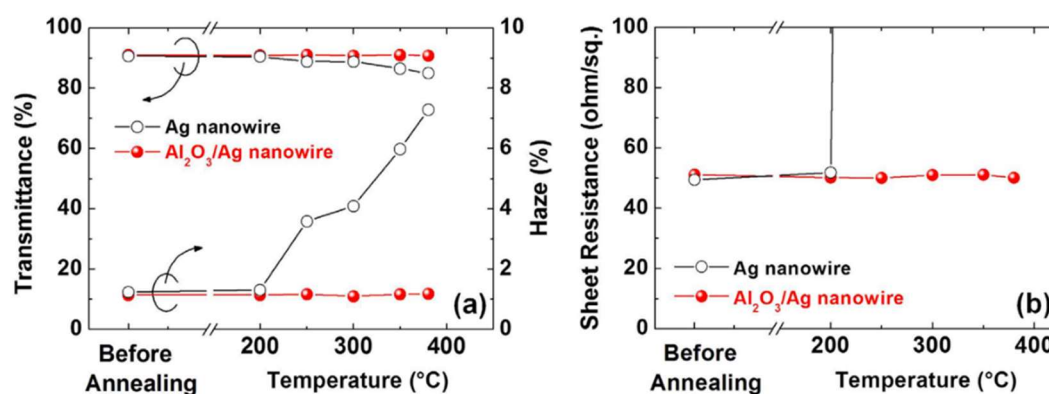 100
90
80
60
40
20
0
Transmittance (%)
10
8
6
4
2
0
Haze (%)
Ag nanowire
Al₂O₃/Ag nanowire
(a)
Before
Annealing
200
300
400
Temperature (°C)
100
80
60
40
20
0
Sheet Resistance (ohm/sq.)
Ag nanowire
Al₂O₃/Ag nanowire
(b)
Before
Annealing
200
300
400
Temperature (°C)